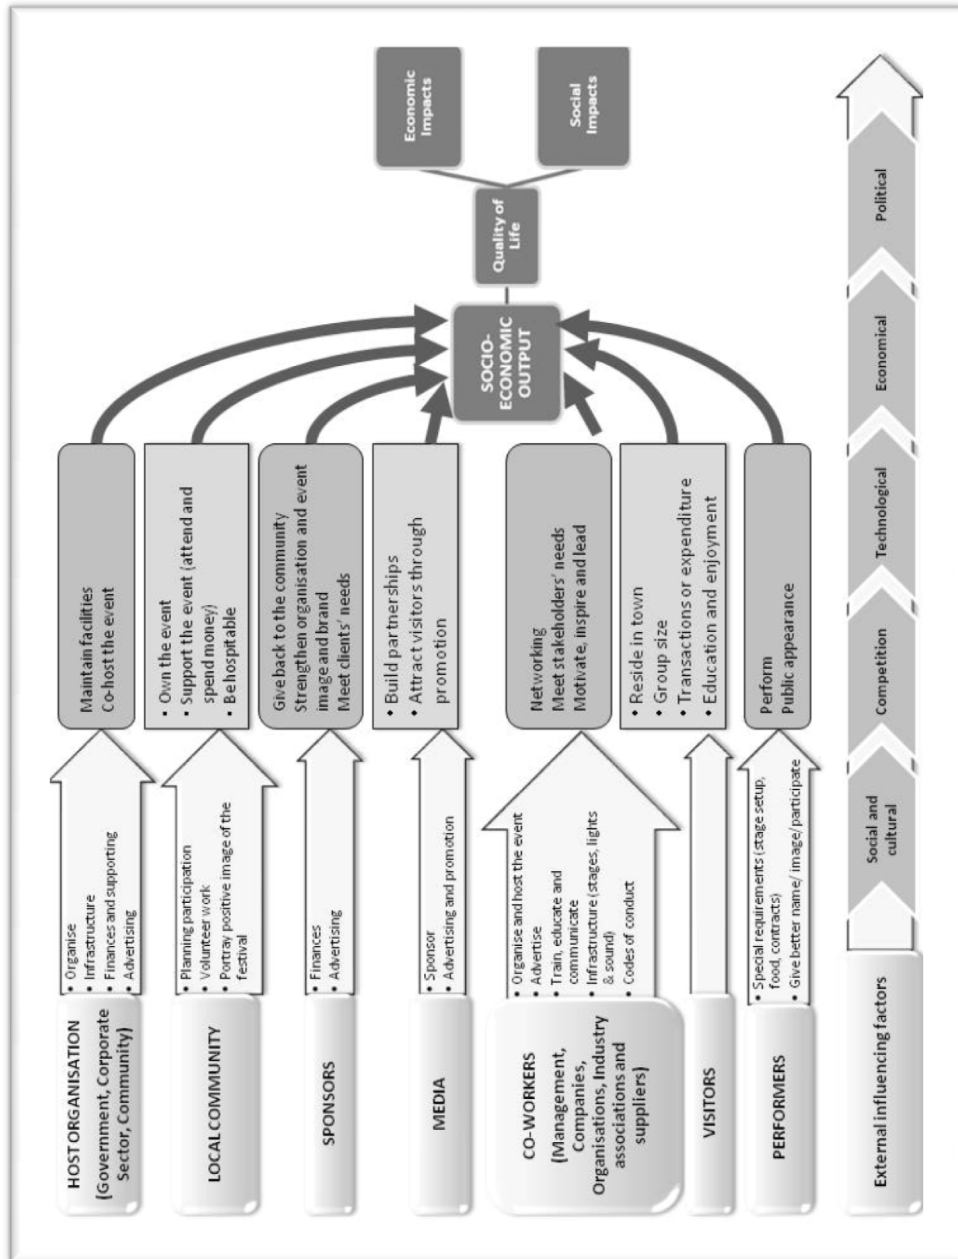 HOST ORGANISATION
(Government, Corporate
Sector, Community)
• Organise
• Infrastructure
• Finances and supporting
• Advertising
Maintain facilities
Co-host the event
LOCAL COMMUNITY
• Planning participation
• Volunteer work
• Portray positive image of the
festival
• Own the event
• Support the event (attend and
spend money)
• Be hospitable
SPONSORS
• Finances
• Advertising
Give back to the community
Strengthen organisation and event
image and brand
Meet clients' needs
MEDIA
• Sponsor
• Advertising and promotion
• Build partnerships
• Attract visitors through
promotion
CO-WORKERS
(Management,
Companies,
Organisations, Industry
associations and
suppliers)
• Organise and host the event
• Advertise
• Train, educate and
communicate
• Infrastructure (stages, lights
& sound)
• Codes of conduct
Networking
Meet stakeholders' needs
Motivate, inspire and lead
VISITORS
• Reside in town
• Group size
• Transactions or expenditure
• Education and enjoyment
PERFORMERS
• Special requirements (stage setup,
food, contracts)
• Give better name/ image/participate
Perform
Public appearance
SOCIO-
ECONOMIC
OUTPUT
Quality of
Life
Economic
Impacts
Social
Impacts
External influencing factors
Social and
cultural
Competition
Technological
Economical
Political